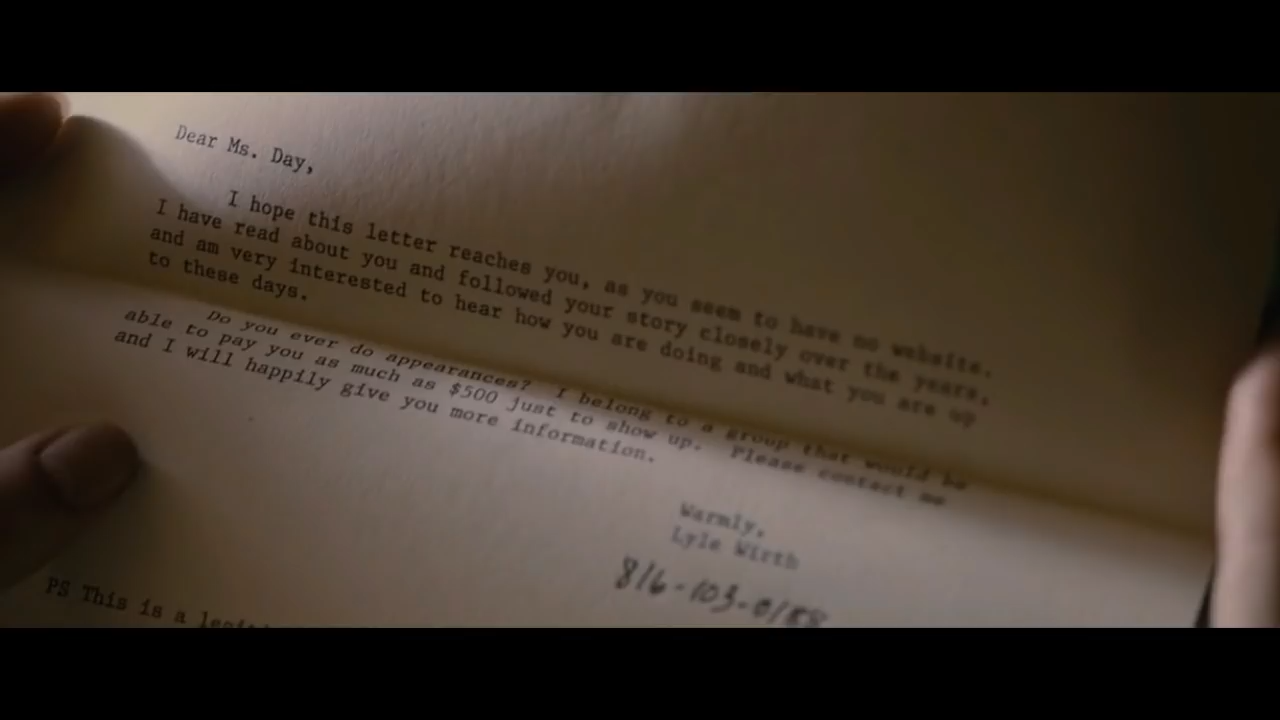 Dear Ms. Day,
I hope this letter reaches you, as you seem to have no website.
I have read about you and followed your story closely over the years,
and am very interested to hear how you are doing and what you are up
to these days.
Do you ever do appearances? I belong to a group that would be
able to pay you as much as $500 just to show up. Please contact me
and I will happily give you more information.
Warmly,
Lyle Wirth
816-103-0188
PS This is a